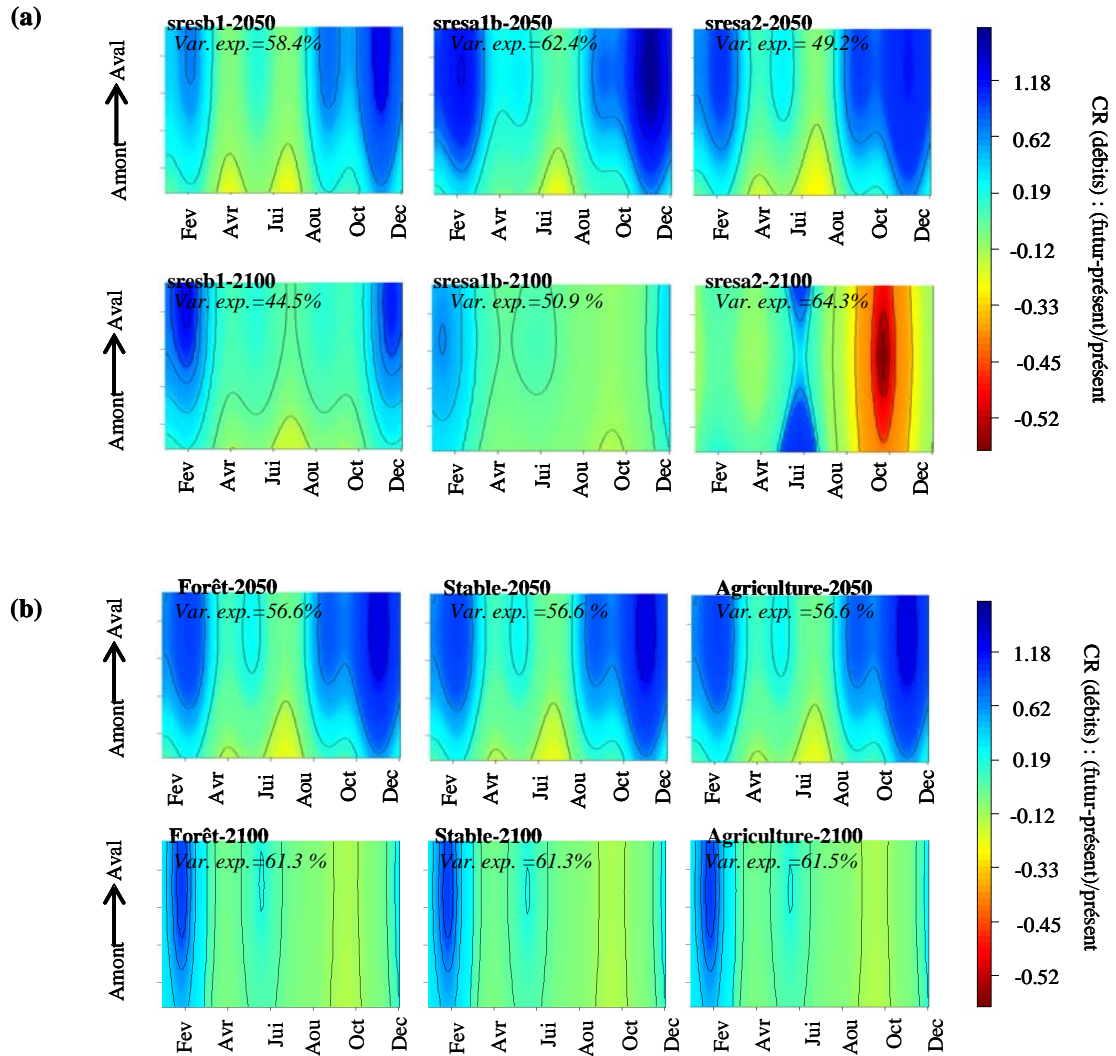 (a)
sresb1-2050
Var. exp.=58.4%
sresa1b-2050
Var. exp.=62.4%
sresa2-2050
Var. exp.= 49.2%
Amont
Aval
Fev Avr Jui Aou Oct Dec
Fev Avr Jui Aou Oct Dec
Fev Avr Jui Aou Oct Dec
sresb1-2100
Var. exp.=44.5%
sresa1b-2100
Var. exp.=50.9 %
sresa2-2100
Var. exp. =64.3%
Amont
Aval
Fev Avr Jui Aou Oct Dec
Fev Avr Jui Aou Oct Dec
Fev Avr Jui Aou Oct Dec
1.18
0.62
0.19
-0.12
-0.33
-0.45
-0.52
CR (débits) : (futur-présent)/présent
(b)
Forêt-2050
Var. exp.=56.6%
Stable-2050
Var. exp.=56.6 %
Agriculture-2050
Var. exp. =56.6 %
Amont
Aval
Fev Avr Jui Aou Oct Dec
Fev Avr Jui Aou Oct Dec
Fev Avr Jui Aou Oct Dec
Forêt-2100
Var. exp.=61.3 %
Stable-2100
Var. exp. =61.3%
Agriculture-2100
Var. exp. =61.5%
Amont
Aval
Fev Avr Jui Aou Oct Dec
Fev Avr Jui Aou Oct Dec
Fev Avr Jui Aou Oct Dec
1.18
0.62
0.19
-0.12
-0.33
-0.45
-0.52
CR (débits) : (futur-présent)/présent